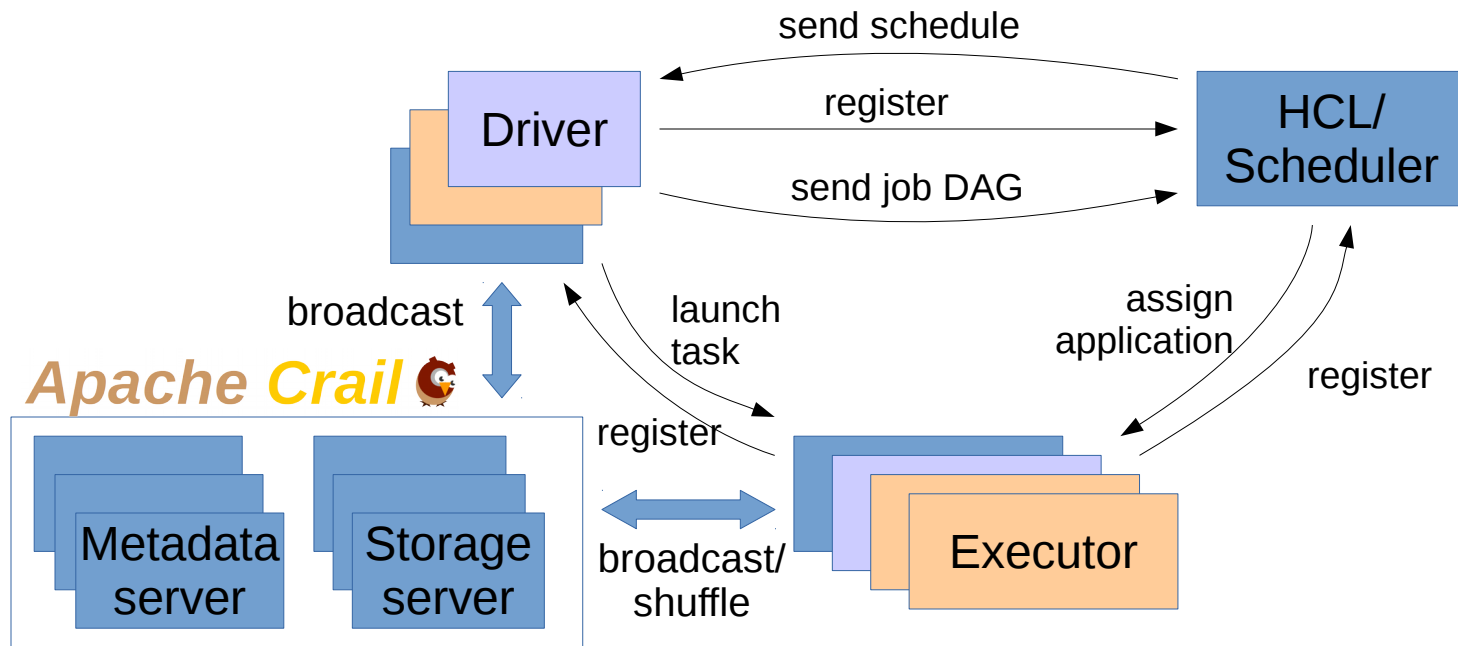 send schedule
register
send job DAG
Driver
HCL/
Scheduler
broadcast
launch
task
assign
application
register
Apache Crail
register
Metadata
server
Storage
server
broadcast/
shuffle
Executor